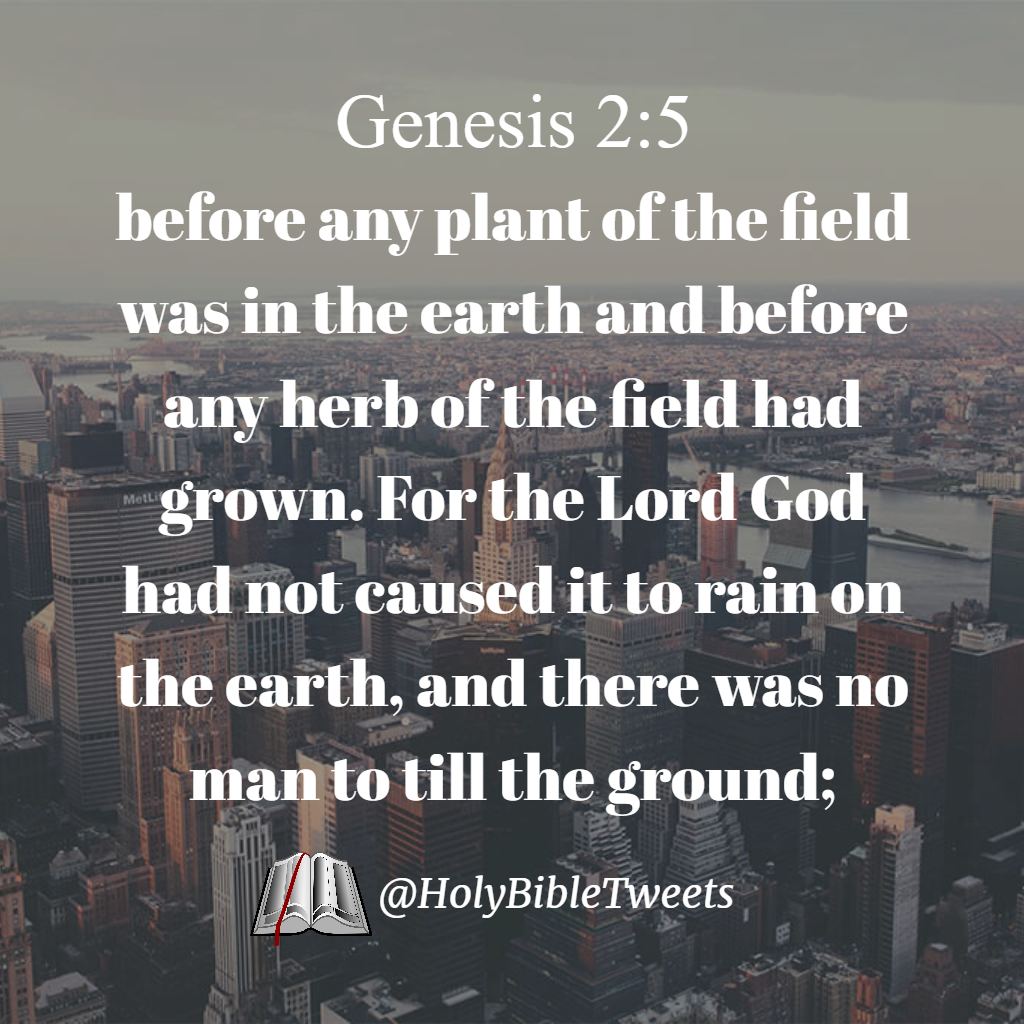 Genesis 2:5
before any plant of the field
was in the earth and before
any herb of the field had
grown. For the Lord God
had not caused it to rain on
the earth, and there was no
man to till the ground;
@HolyBibleTweets